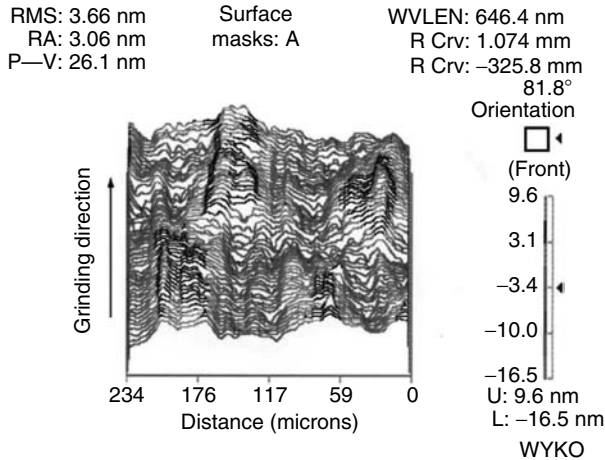 RMS: 3.66 nm
RA: 3.06 nm
P—V: 26.1 nm
Surface
masks: A
WVLEN: 646.4 nm
R Crv: 1.074 mm
R Crv: −325.8 mm
81.8°
Orientation
(Front)
9.6
3.1
−3.4
−10.0
−16.5
U: 9.6 nm
L: −16.5 nm
WYKO
Grinding direction
234 176 117 59 0
Distance (microns)